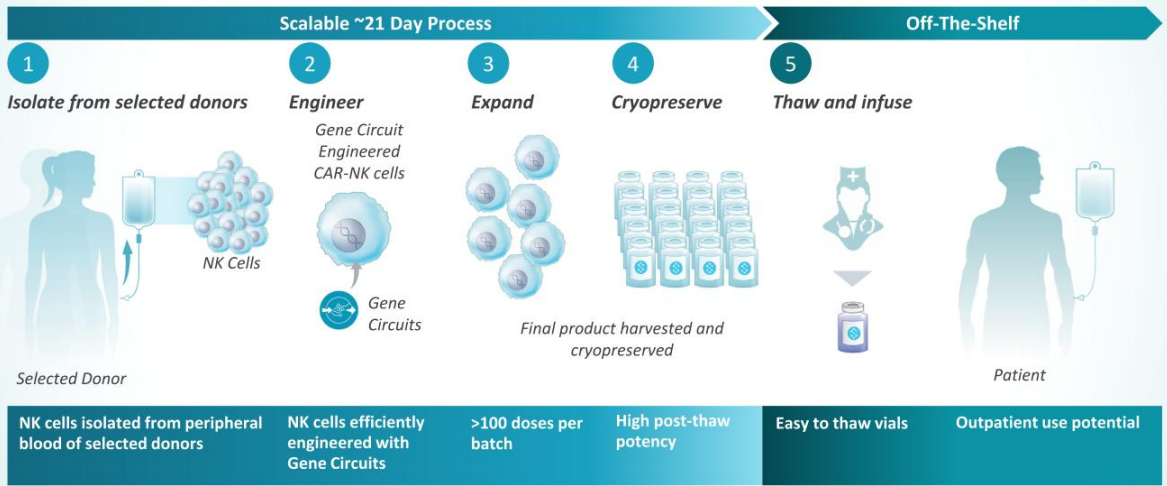 Scalable ~21 Day Process
Off-The-Shelf
1
Isolate from selected donors
2
Engineer
3
Expand
4
Cryopreserve
5
Thaw and infuse
Gene Circuit
Engineered
CAR-NK cells
NK Cells
Gene
Circuits
Final product harvested and
cryopreserved
Selected Donor
Patient
NK cells isolated from peripheral
blood of selected donors
NK cells efficiently
engineered with
Gene Circuits
>100 doses per
batch
High post-thaw
potency
Easy to thaw vials
Outpatient use potential